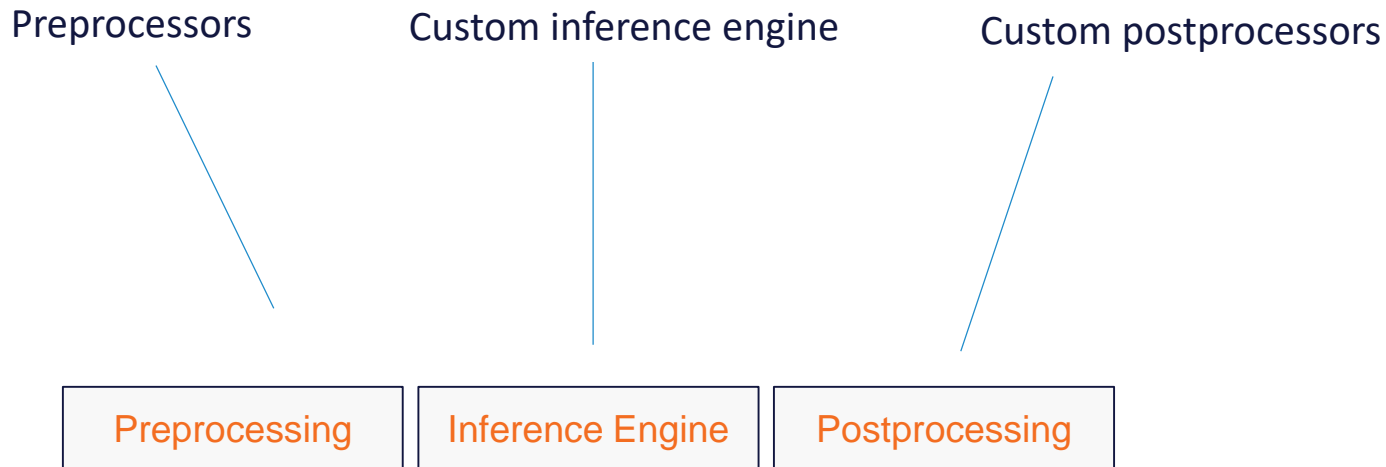 Preprocessors
Custom inference engine
Custom postprocessors
Preprocessing
Inference Engine
Postprocessing